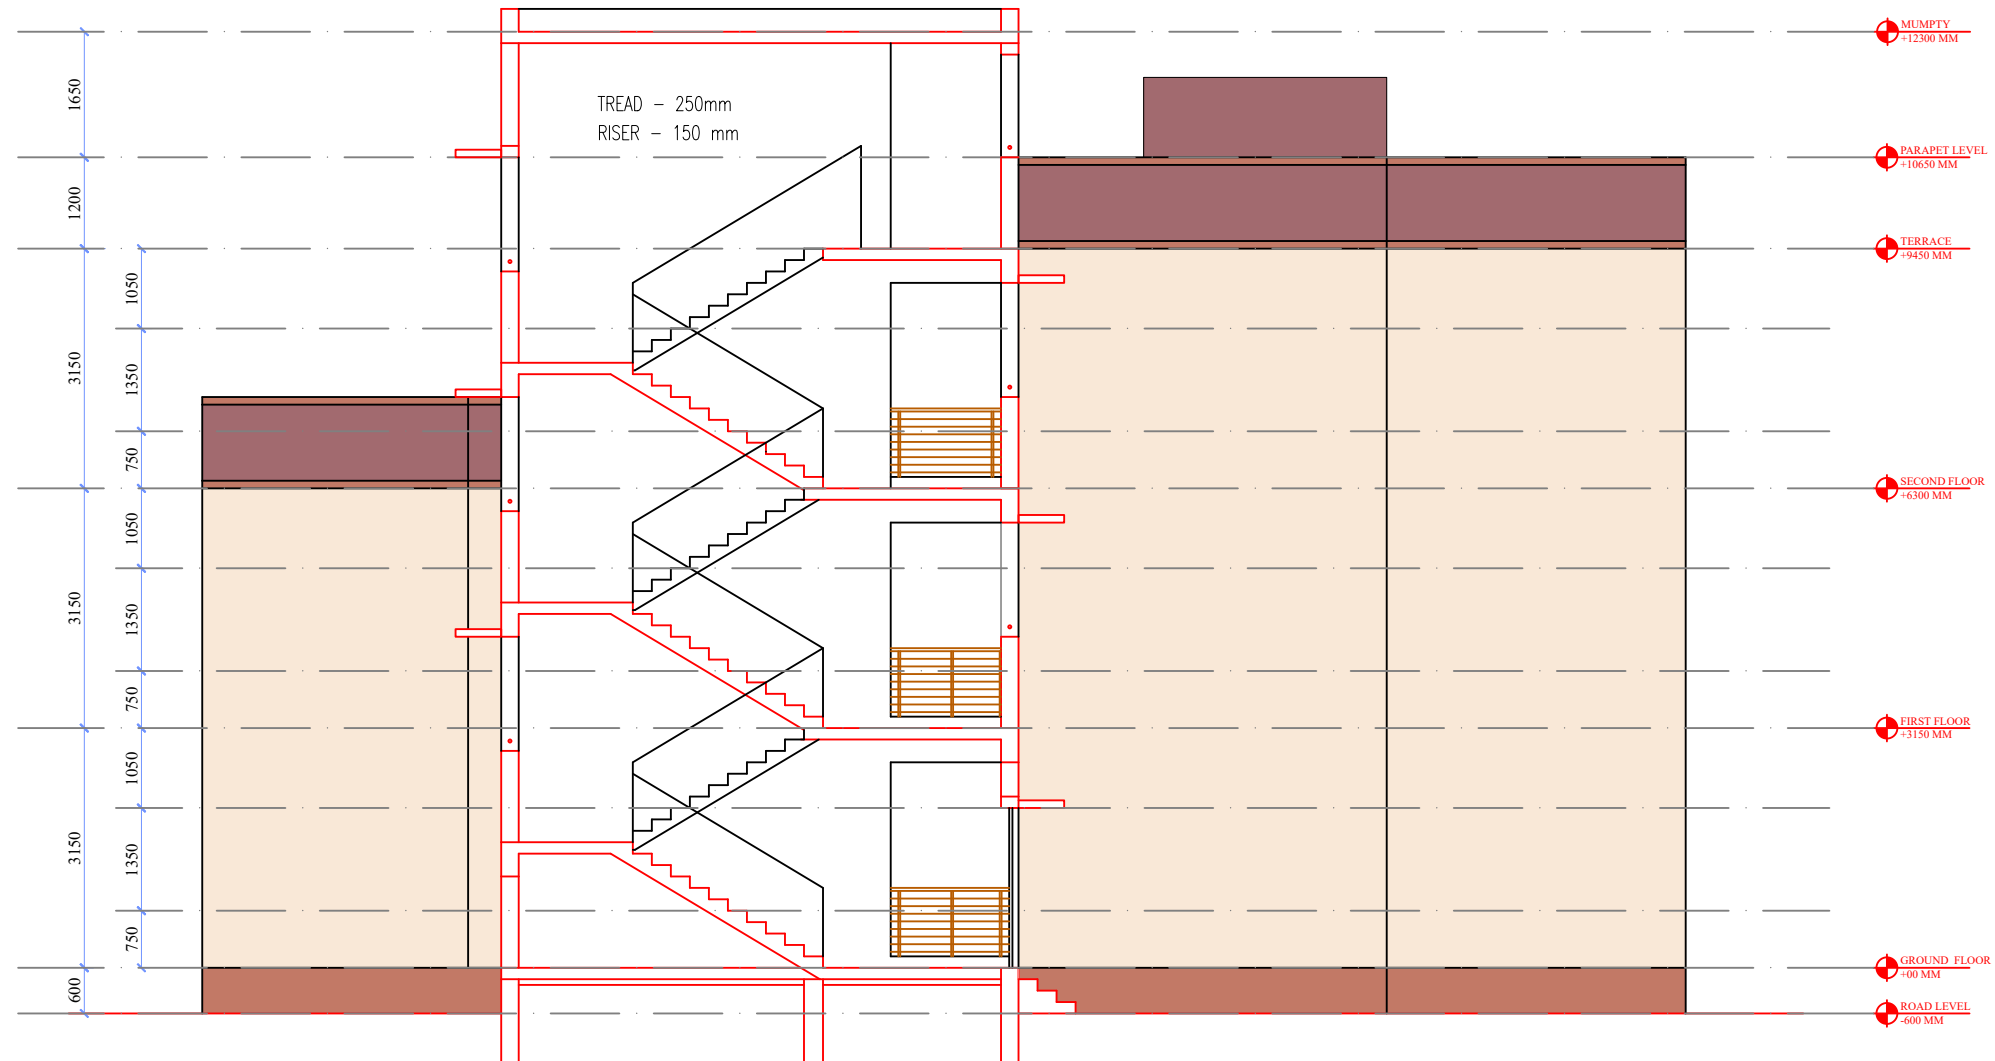 MUMPTY
+12300 MM
TREAD - 250mm
RISER - 150 mm
1650
PARAPET LEVEL
+10650 MM
1200
TERRACE
+9450 MM
1050
3150
1350
750
SECOND FLOOR
+6300 MM
1050
3150
1350
750
FIRST FLOOR
+3150 MM
1050
3150
1350
750
GROUND FLOOR
+00 MM
600
ROAD LEVEL
-600 MM